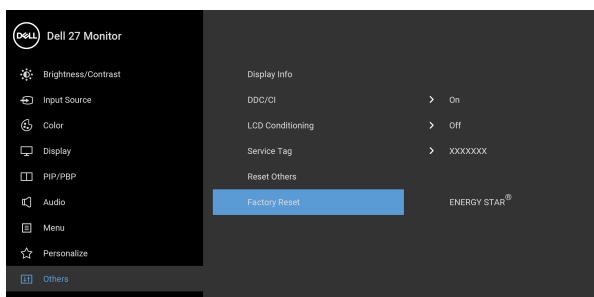 DELL Dell 27 Monitor
Brightness/Contrast Display Info
Input Source DDC/CI > On
Color LCD Conditioning > Off
Display Service Tag > XXXXXXX
PIP/PBP Reset Others
Audio Factory Reset ENERGY STAR®
Menu
Personalize
Others